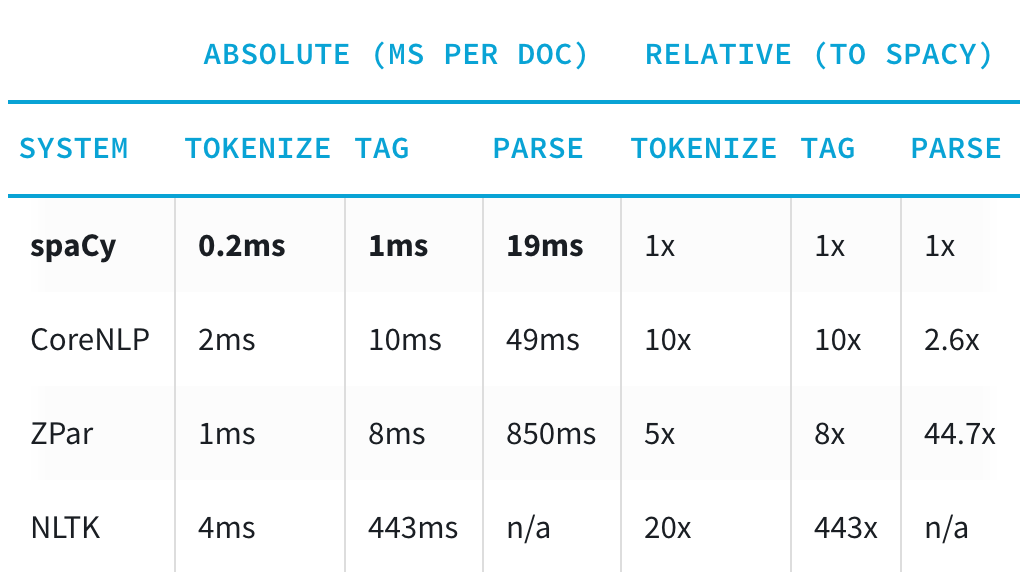 ABSOLUTE (MS PER DOC) RELATIVE (TO SPACY)
SYSTEM TOKENIZE TAG PARSE TOKENIZE TAG PARSE
spaCy 0.2ms 1ms 19ms 1x 1x 1x
CoreNLP 2ms 10ms 49ms 10x 10x 2.6x
ZPar 1ms 8ms 850ms 5x 8x 44.7x
NLTK 4ms 443ms n/a 20x 443x n/a